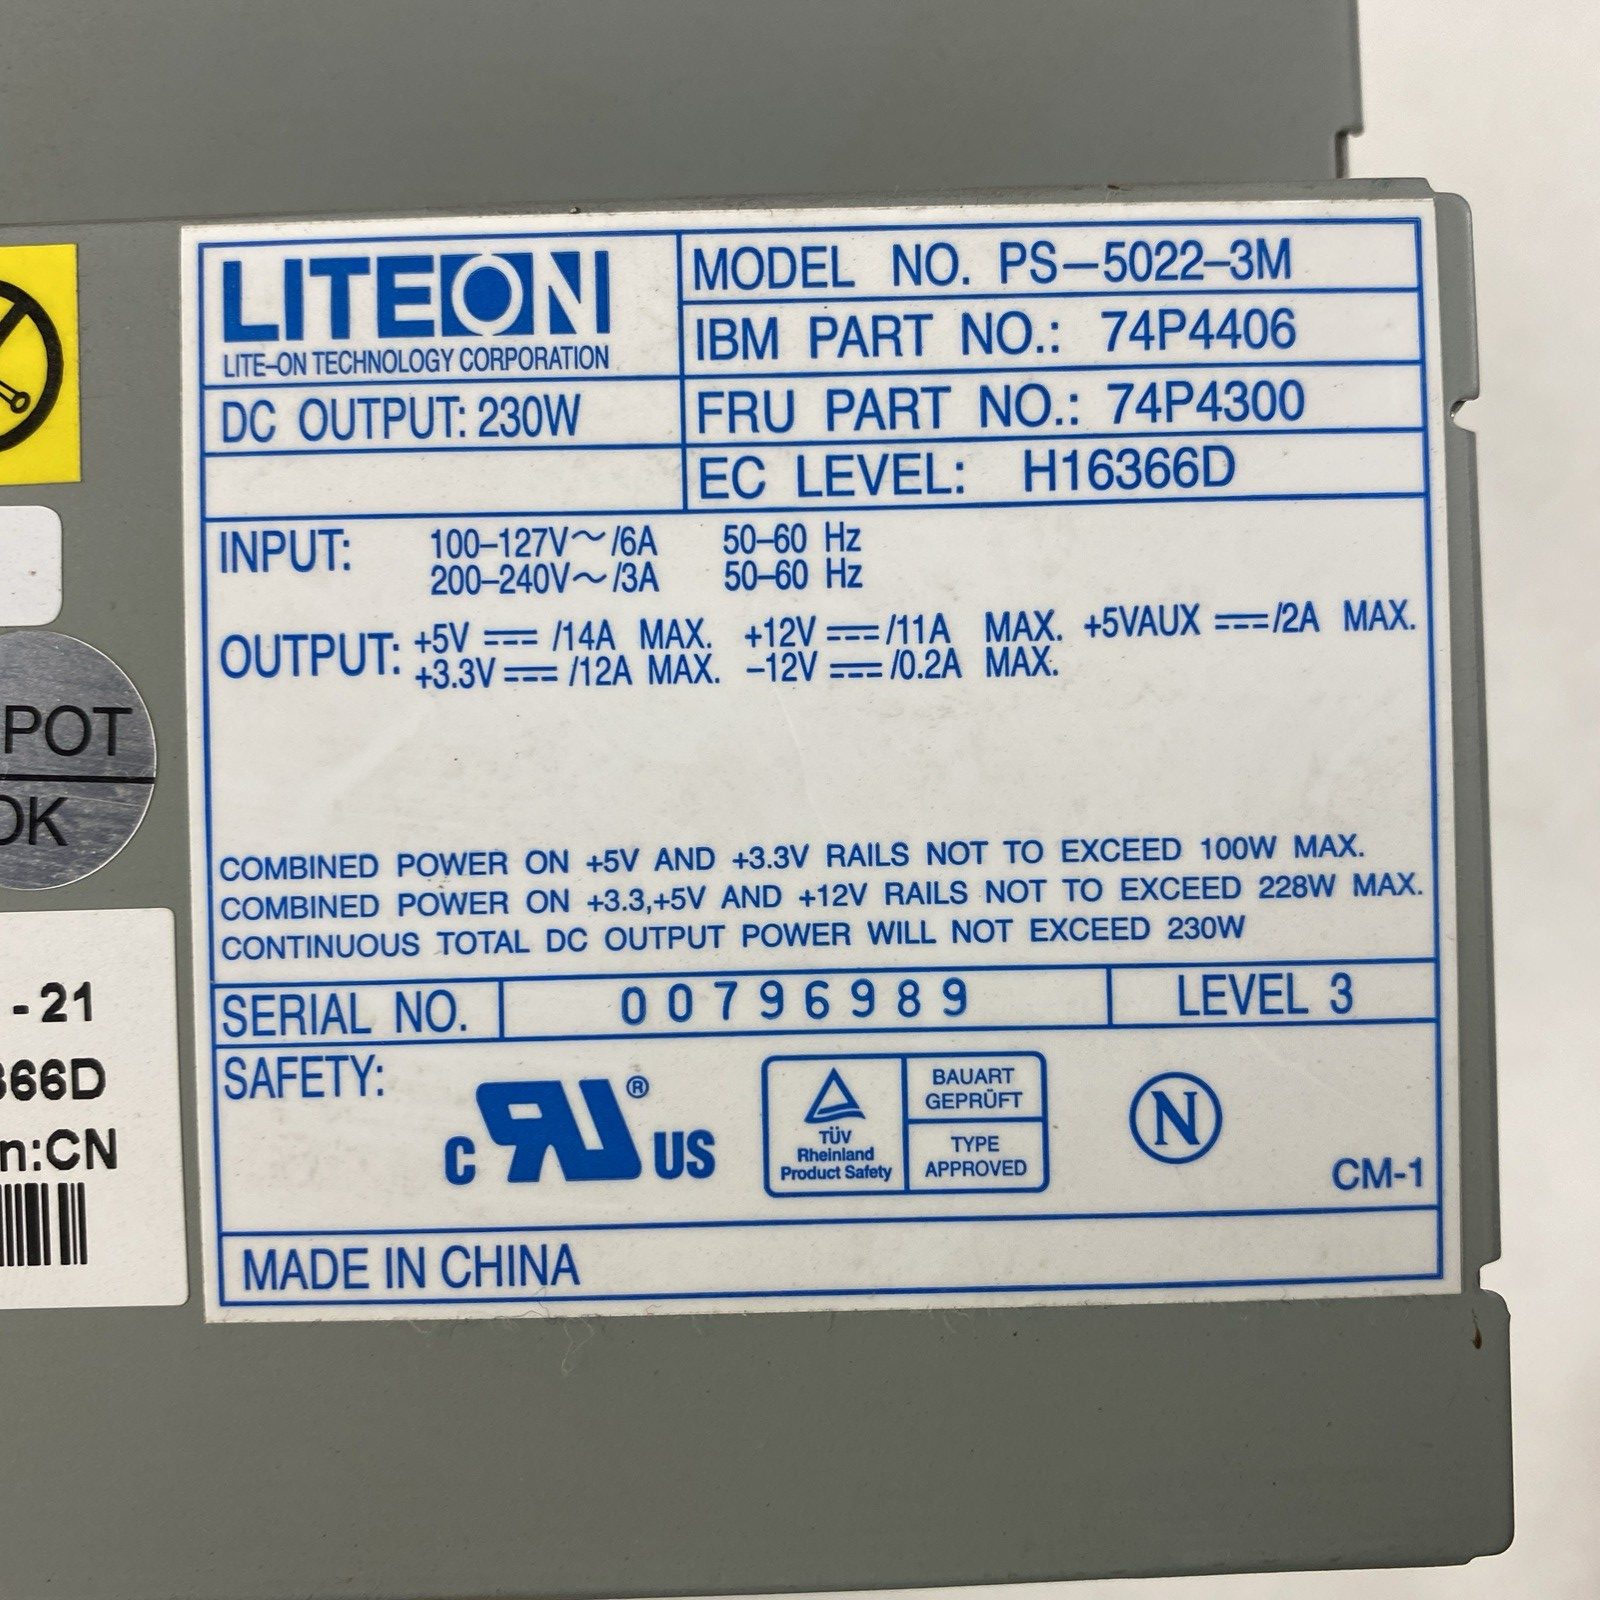 LITEON
LITE-ON TECHNOLOGY CORPORATION
MODEL NO. PS-5022-3M
IBM PART NO.: 74P4406
DC OUTPUT: 230W
FRU PART NO.: 74P4300
EC LEVEL: H16366D
INPUT: 100-127V~/6A 50-60 Hz
200-240V~/3A 50-60 Hz
OUTPUT: +5V ⎓ /14A MAX. +12V ⎓ /11A MAX. +5VAUX ⎓ /2A MAX.
+3.3V ⎓ /12A MAX. -12V ⎓ /0.2A MAX.
COMBINED POWER ON +5V AND +3.3V RAILS NOT TO EXCEED 100W MAX.
COMBINED POWER ON +3.3,+5V AND +12V RAILS NOT TO EXCEED 228W MAX.
CONTINUOUS TOTAL DC OUTPUT POWER WILL NOT EXCEED 230W
SERIAL NO. 00796989 LEVEL 3
SAFETY:
C RU® US
TÜV
Rheinland
Product Safety
BAUART
GEPRÜFT
TYPE
APPROVED
N
CM-1
MADE IN CHINA
POT
OK
-21
366D
n:CN